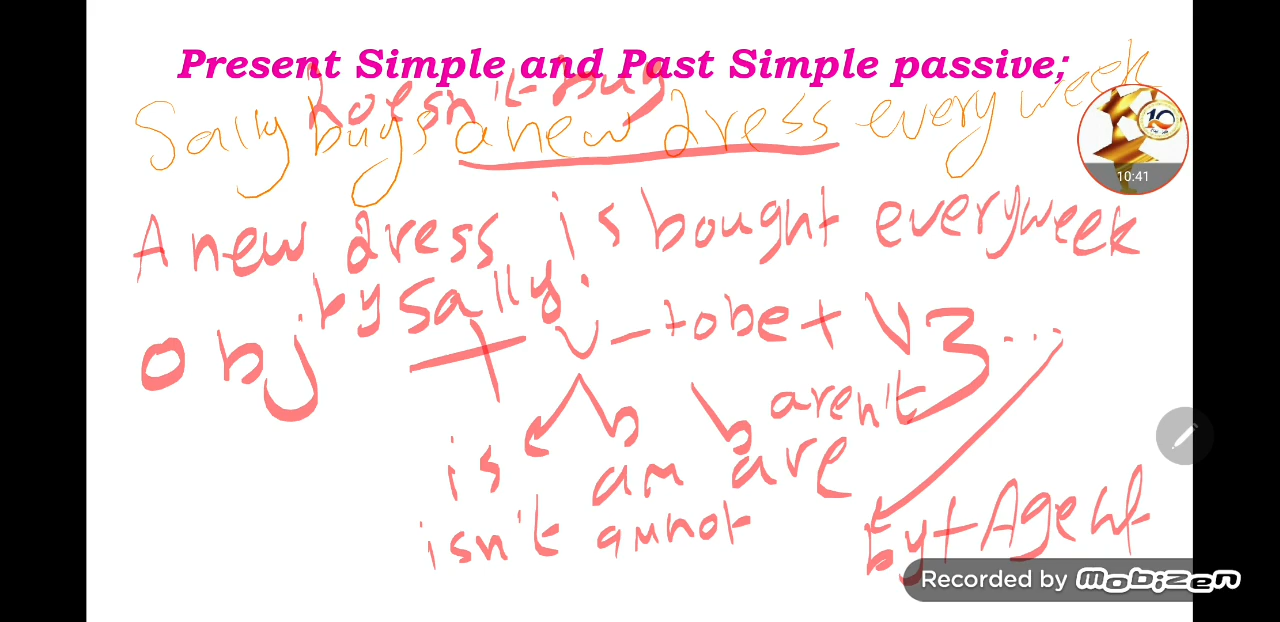 Present Simple and Past Simple passive;
doesn't buy
Sally buys a new dress every week
10
10:41
A new dress is bought everyweek
by sally.
obj + v-tobe + V3...
aren't
is am are
isn't amnot
by+Agent
Recorded by Mobizen